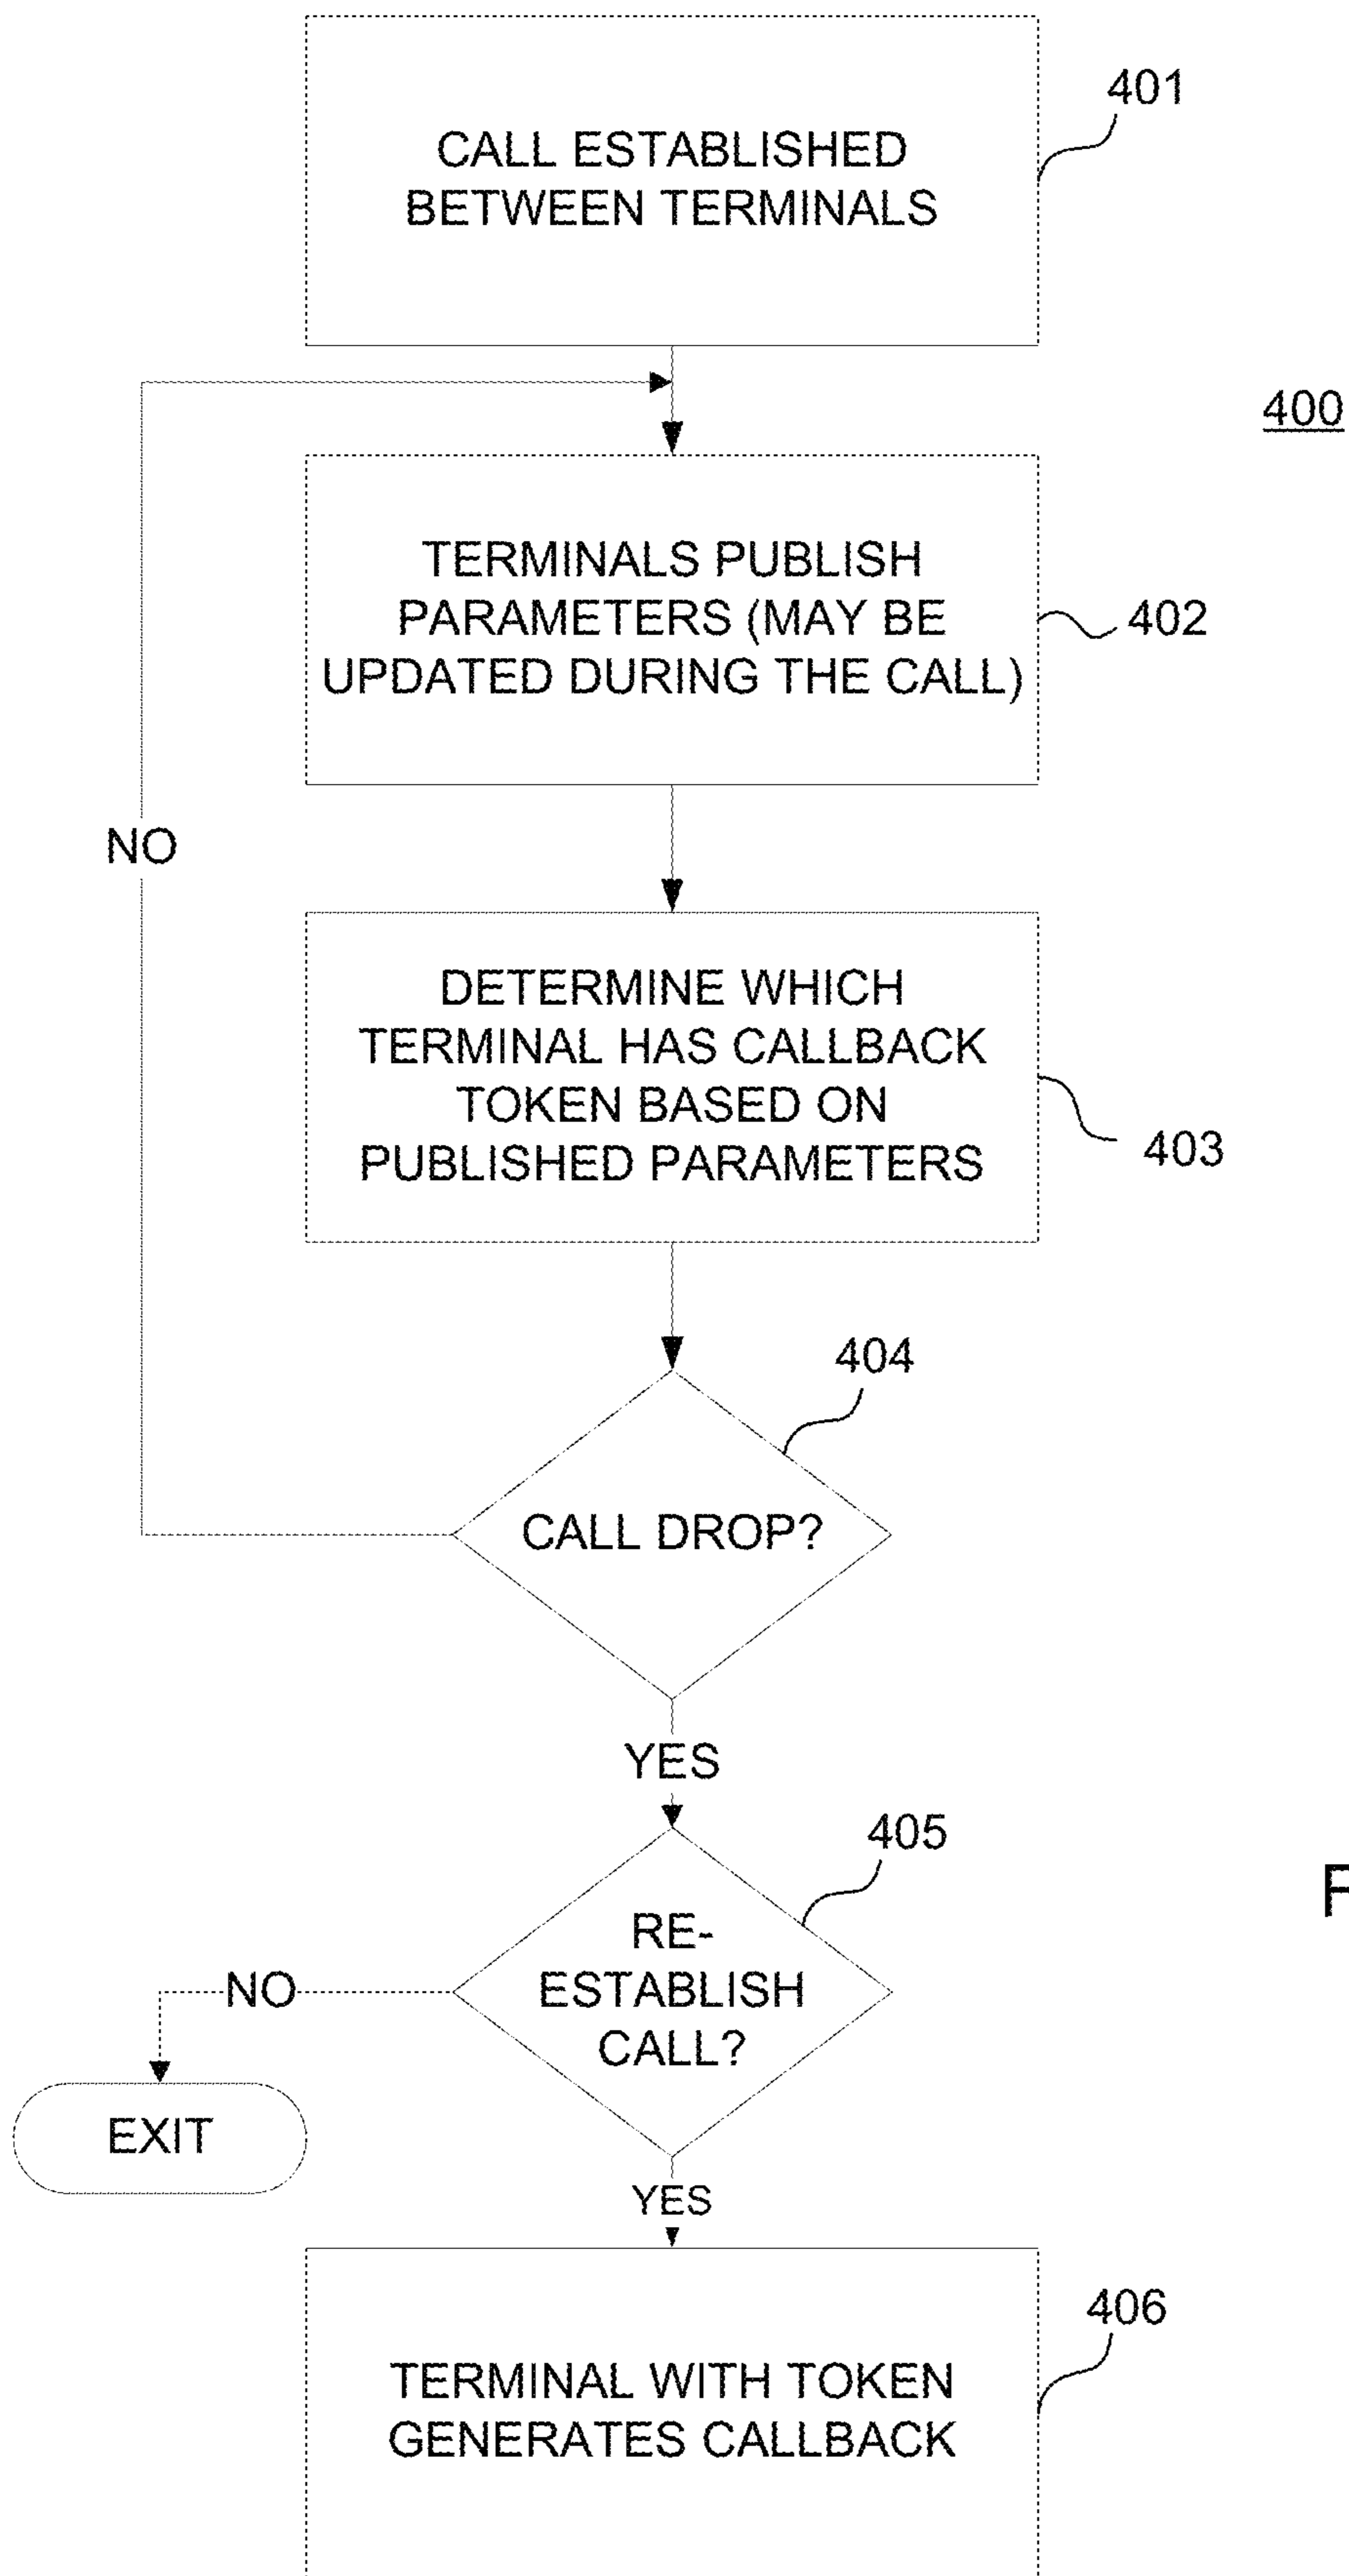 CALL ESTABLISHED
BETWEEN TERMINALS
401
400
TERMINALS PUBLISH
PARAMETERS (MAY BE
UPDATED DURING THE CALL)
402
NO
DETERMINE WHICH
TERMINAL HAS CALLBACK
TOKEN BASED ON
PUBLISHED PARAMETERS
403
404
CALL DROP?
YES
405
RE-
ESTABLISH
CALL?
NO
EXIT
YES
406
TERMINAL WITH TOKEN
GENERATES CALLBACK